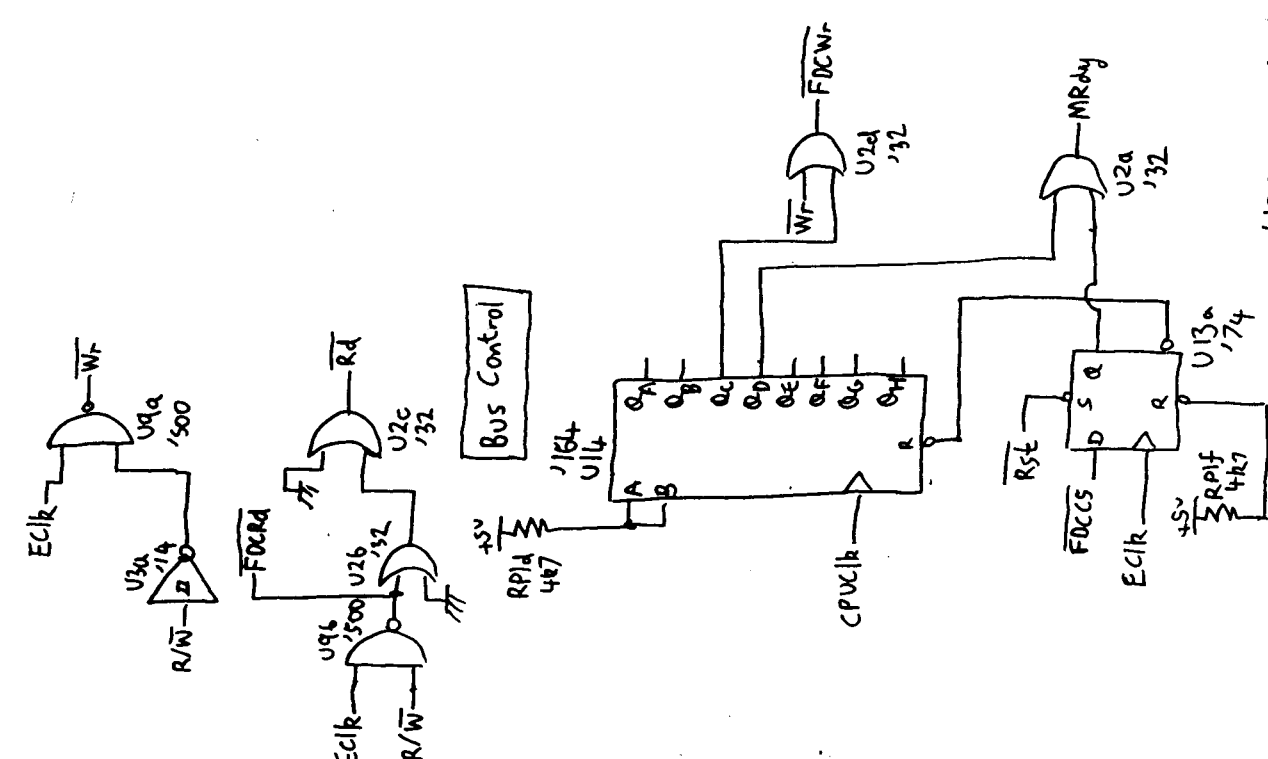 FDCWr
MRdy
U2d
'32
U2a
'32
Wr
Wr
Rd
Bus Control
U9a
'500
U2c
'32
'164
U14
QA
QB
QC
QD
QE
QF
QG
QH
A
B
R
U13a
'74
Q
S
R
D
Rst
EClk
U3a
'14
FDCRd
U2b
'32
+5v
RP1d
4k7
CPUClk
FDCCS
EClk
+5v
RP1f
4k7
R/W
U9b
'500
EClk
R/W